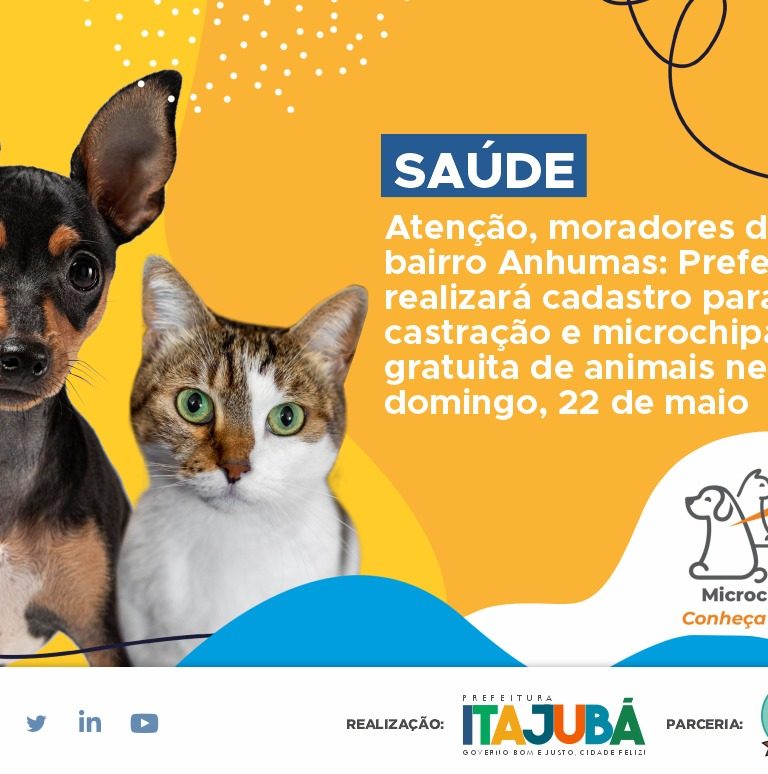 SAÚDE
Atenção, moradores d
bairro Anhumas: Prefe
realizará cadastro para
castração e microchipa
gratuita de animais ne
domingo, 22 de maio
Microc
Conheça
in
REALIZAÇÃO:
PREFEITURA
ITAJUBÁ
GOVERNO BOM E JUSTO, CIDADE FELIZ!
PARCERIA: